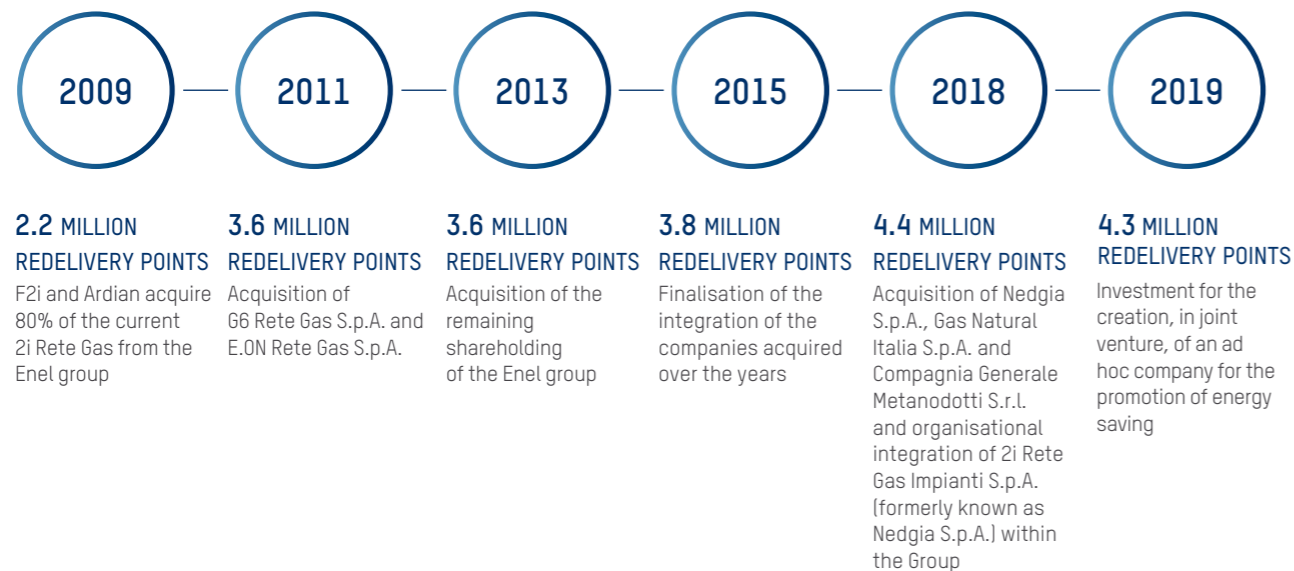 2009
2011
2013
2015
2018
2019
2.2 MILLION
REDELIVERY POINTS
F2i and Ardian acquire
80% of the current
2i Rete Gas from the
Enel group
3.6 MILLION
REDELIVERY POINTS
Acquisition of
G6 Rete Gas S.p.A. and
E.ON Rete Gas S.p.A.
3.6 MILLION
REDELIVERY POINTS
Acquisition of the
remaining
shareholding
of the Enel group
3.8 MILLION
REDELIVERY POINTS
Finalisation of the
integration of the
companies acquired
over the years
4.4 MILLION
REDELIVERY POINTS
Acquisition of Nedgia
S.p.A., Gas Natural
Italia S.p.A. and
Compagnia Generale
Metanodotti S.r.l.
and organisational
integration of 2i Rete
Gas Impianti S.p.A.
(formerly known as
Nedgia S.p.A.) within
the Group
4.3 MILLION
REDELIVERY POINTS
Investment for the
creation, in joint
venture, of an ad
hoc company for the
promotion of energy
saving